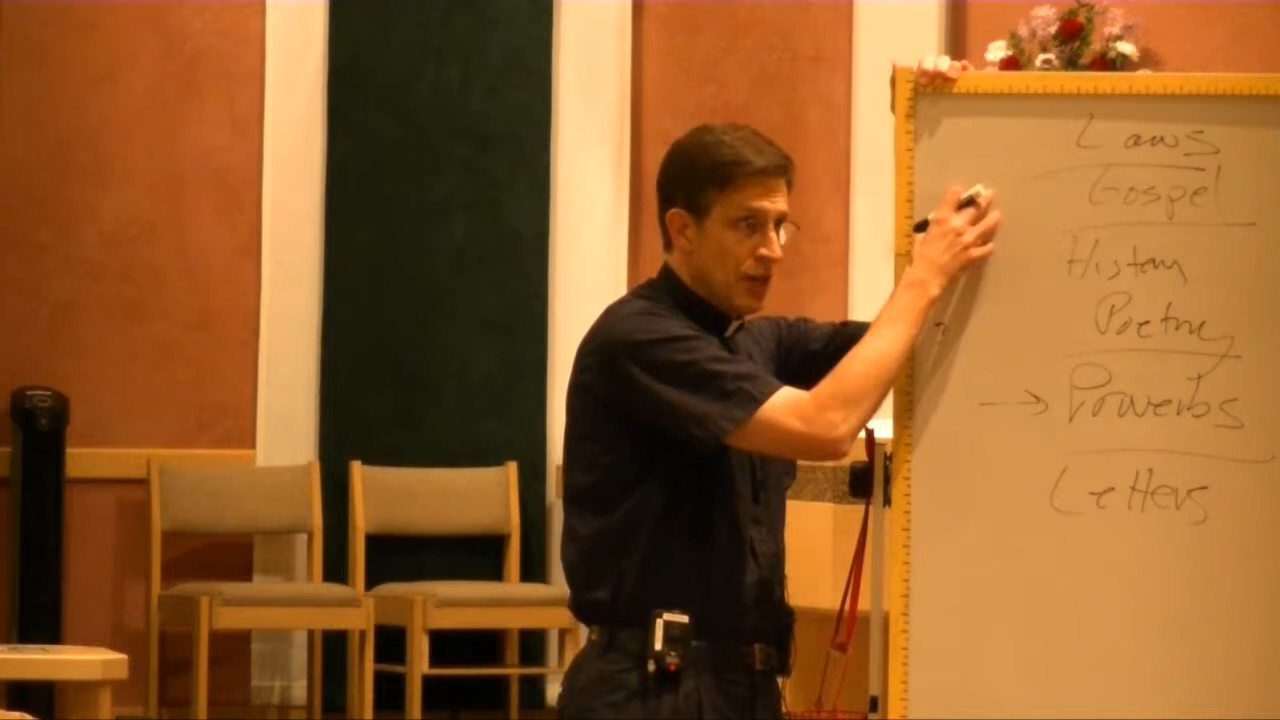 Laws
Gospel
History
Poetry
→ Proverbs
Letters